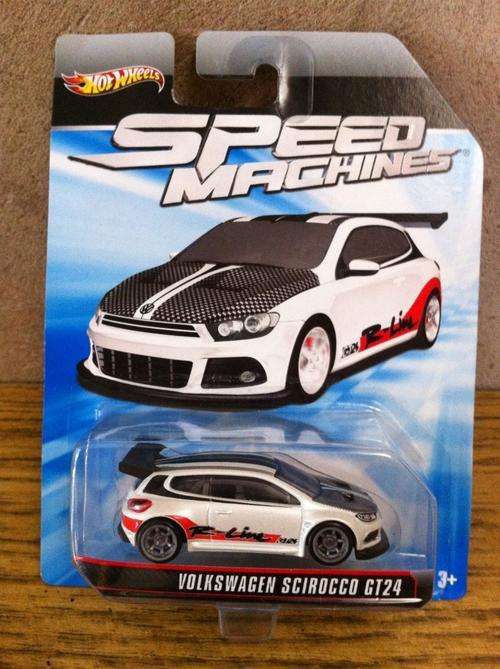 HOT WHEELS
SPEED
MACHINES®
R-Line
R-Line
VOLKSWAGEN SCIROCCO GT24
3+